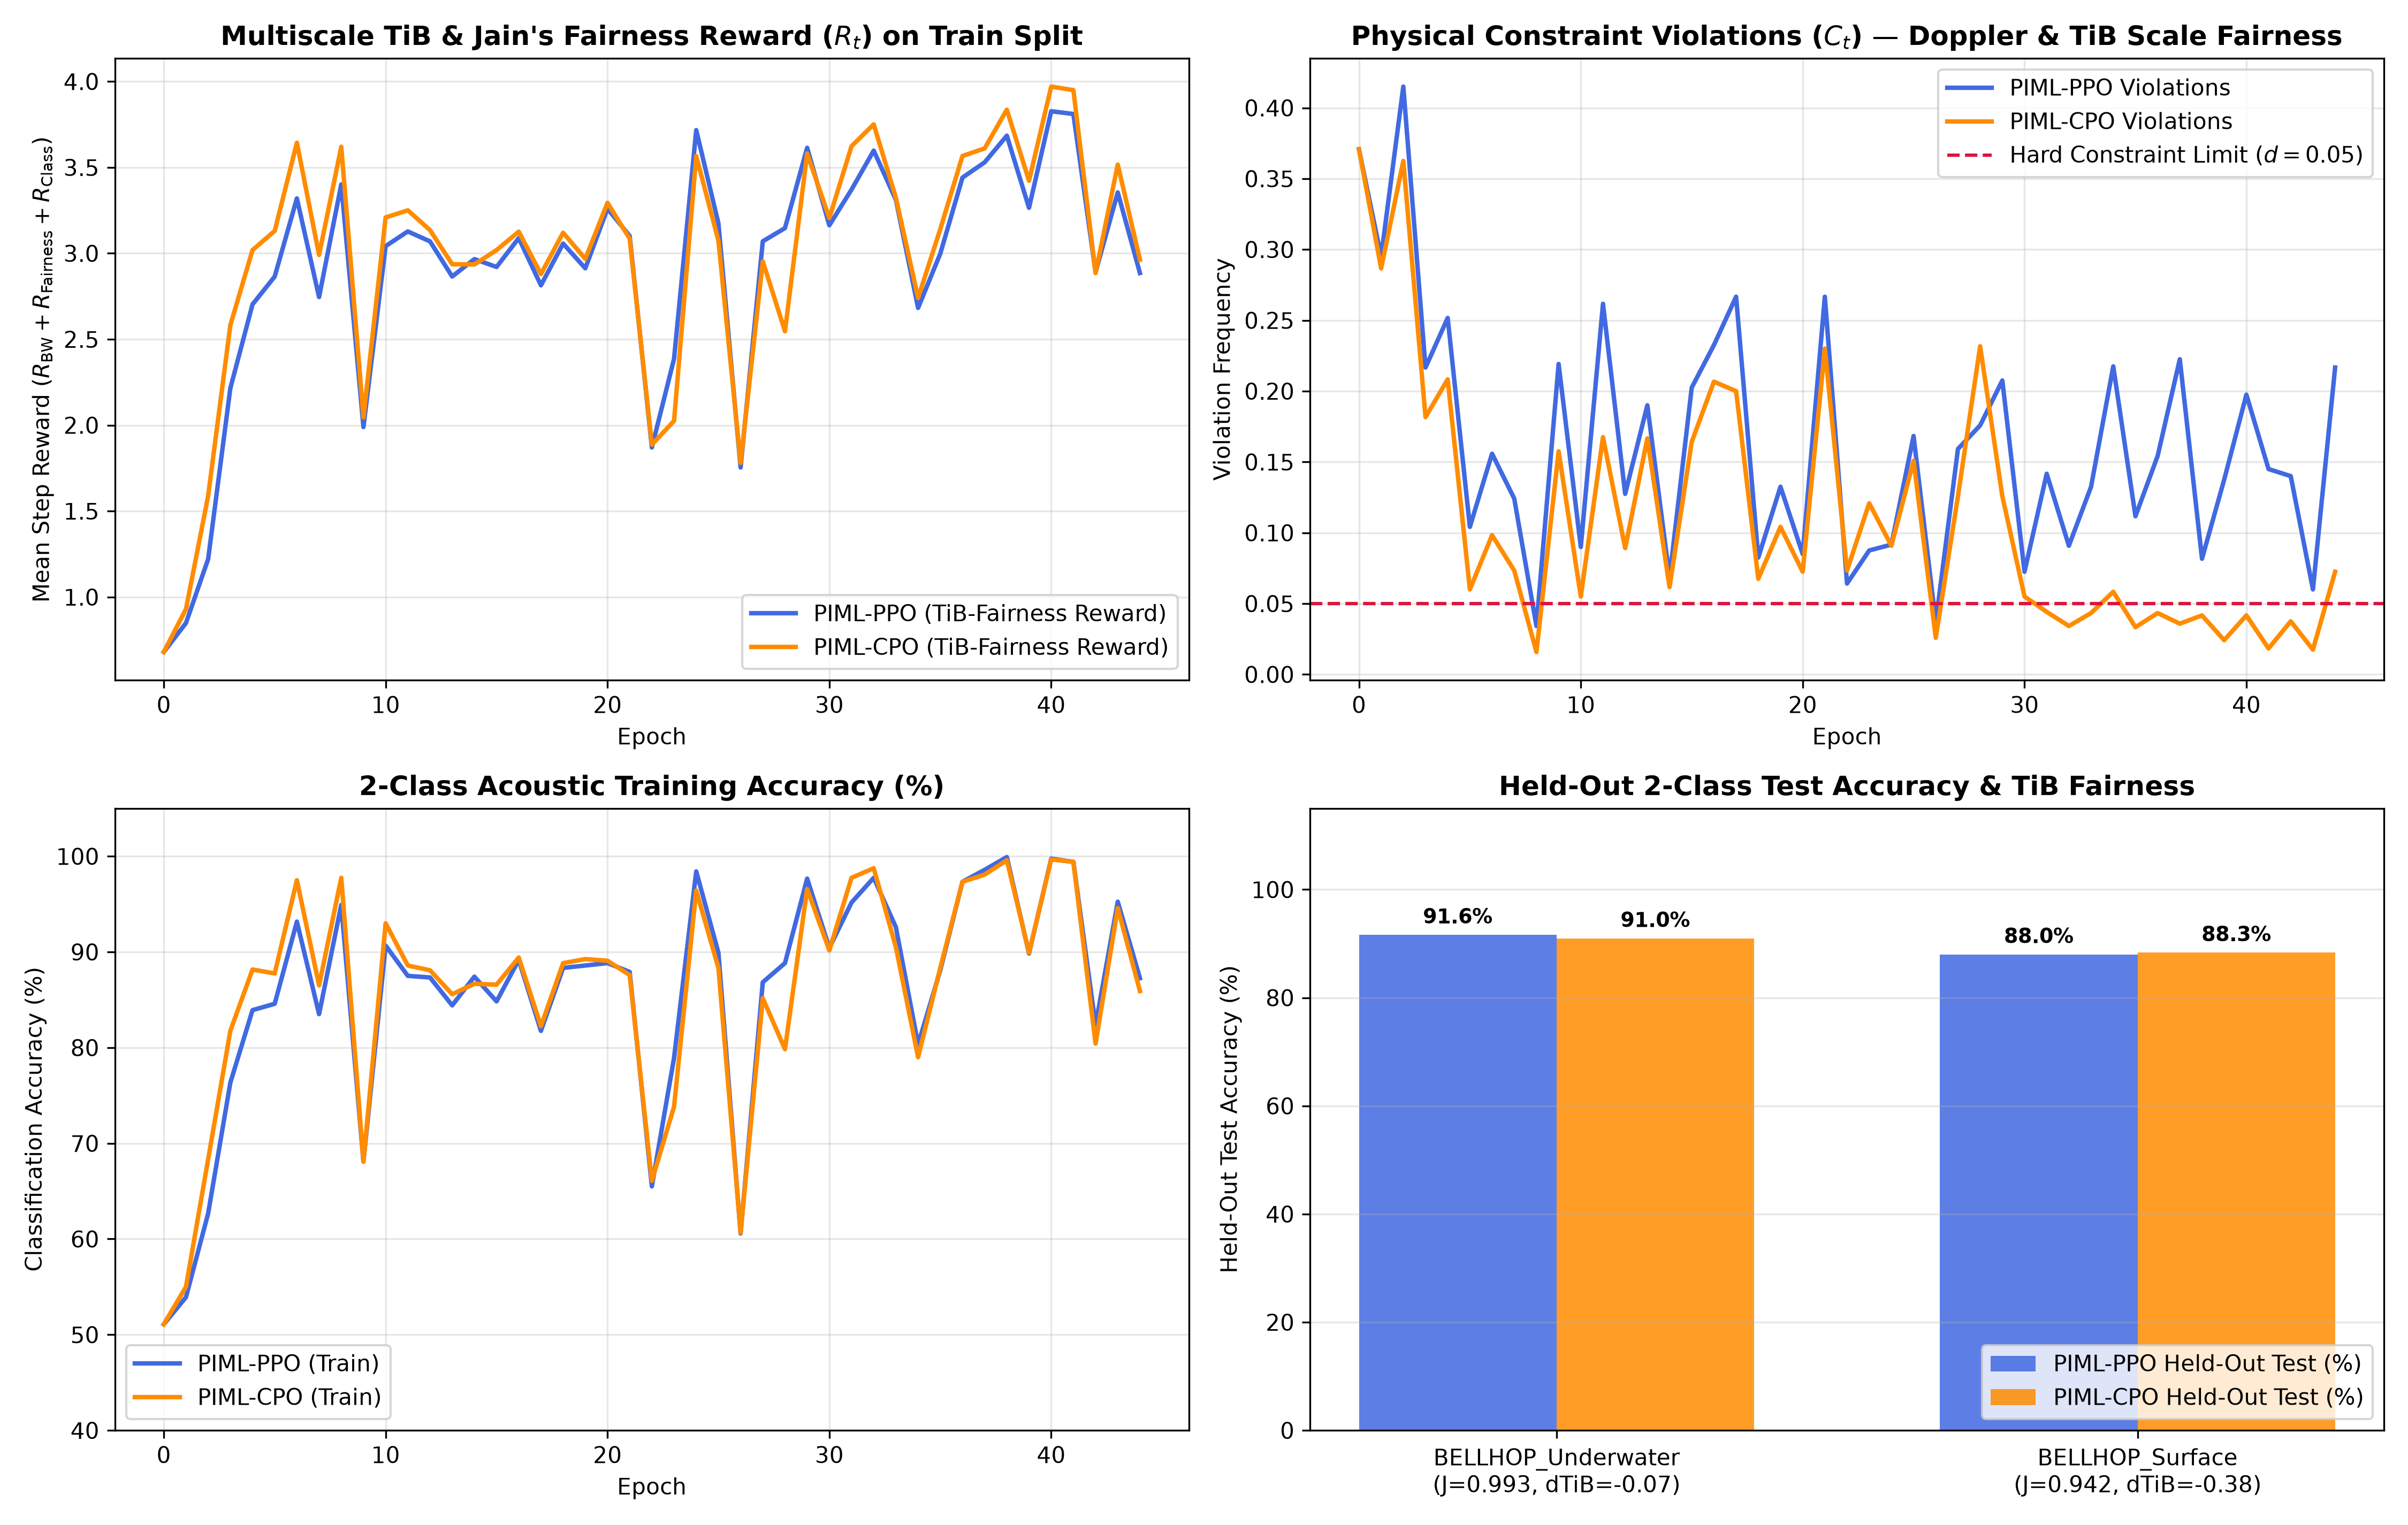 Multiscale TiB & Jain's Fairness Reward (R_t) on Train Split
Mean Step Reward (R_BW + R_Fairness + R_Class)
4.0
3.5
3.0
2.5
2.0
1.5
1.0
0 10 20 30 40
Epoch
PIML-PPO (TiB-Fairness Reward)
PIML-CPO (TiB-Fairness Reward)
Physical Constraint Violations (C_t) — Doppler & TiB Scale Fairness
Violation Frequency
0.40
0.35
0.30
0.25
0.20
0.15
0.10
0.05
0.00
0 10 20 30 40
Epoch
PIML-PPO Violations
PIML-CPO Violations
Hard Constraint Limit (d = 0.05)
2-Class Acoustic Training Accuracy (%)
Classification Accuracy (%)
100
90
80
70
60
50
40
0 10 20 30 40
Epoch
PIML-PPO (Train)
PIML-CPO (Train)
Held-Out 2-Class Test Accuracy & TiB Fairness
Held-Out Test Accuracy (%)
100
80
60
40
20
0
91.6% 91.0% 88.0% 88.3%
PIML-PPO Held-Out Test (%)
PIML-CPO Held-Out Test (%)
BELLHOP_Underwater
(J=0.993, dTiB=-0.07)
BELLHOP_Surface
(J=0.942, dTiB=-0.38)